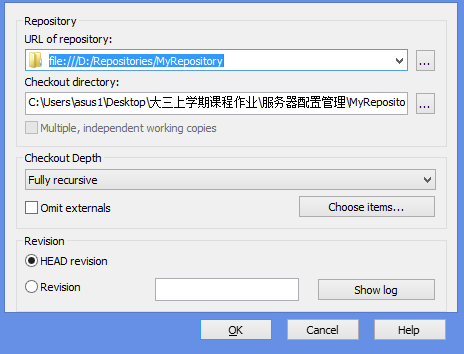 Repository
URL of repository:
file:///D:/Repositories/MyRepository
...
Checkout directory:
C:\Users\asus1\Desktop\大三上学期课程作业\服务器配置管理\MyReposito
...
Multiple, independent working copies
Checkout Depth
Fully recursive
Omit externals
Choose items...
Revision
HEAD revision
Revision
Show log
OK
Cancel
Help